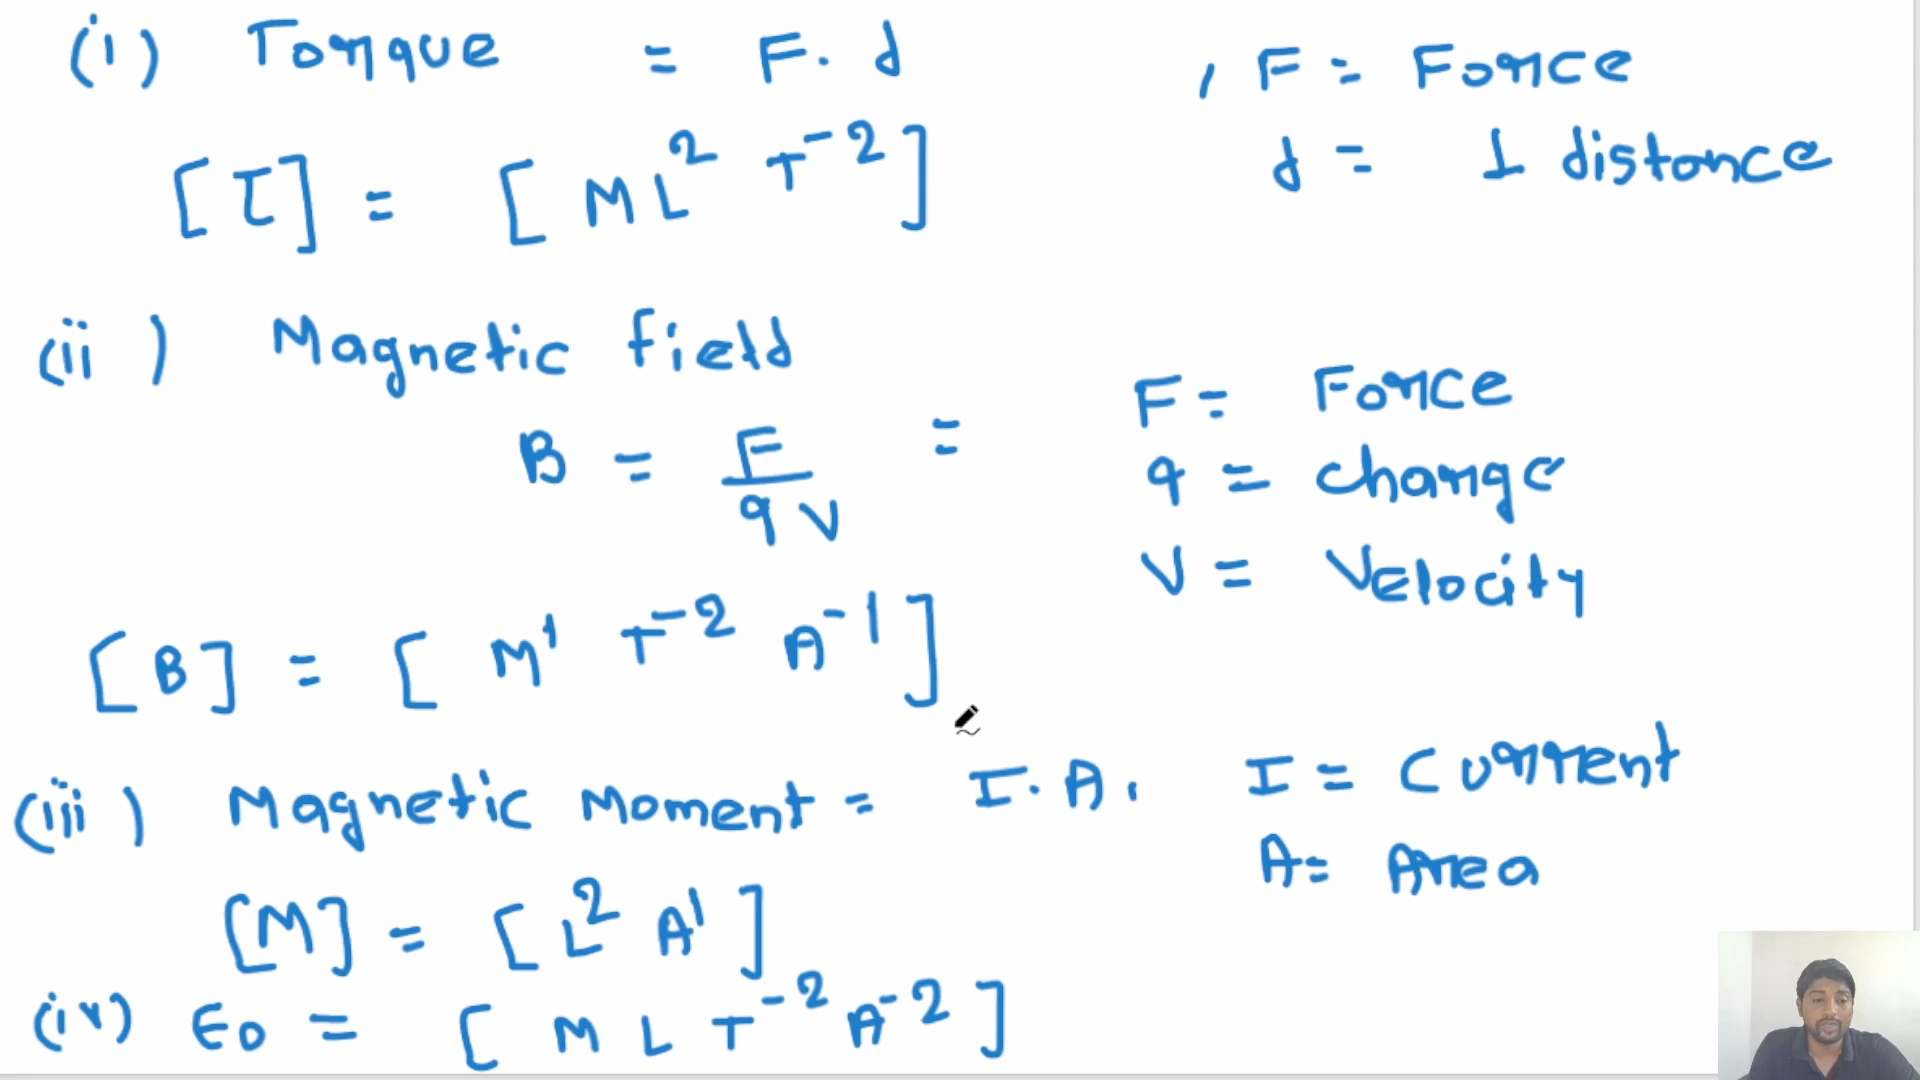 (i) Torque = F. d , F = Force
d = ⊥ distance
[τ] = [ M L² T⁻² ]
(ii) Magnetic field
F = Force
B = F/qV =
q = charge
V = Velocity
[B] = [ M¹ T⁻² A⁻¹ ]
(iii) Magnetic Moment = I. A, I = Current
A = Area
[M] = [ L² A¹ ]
(iv) ε0 = [ M L T⁻² A⁻² ]